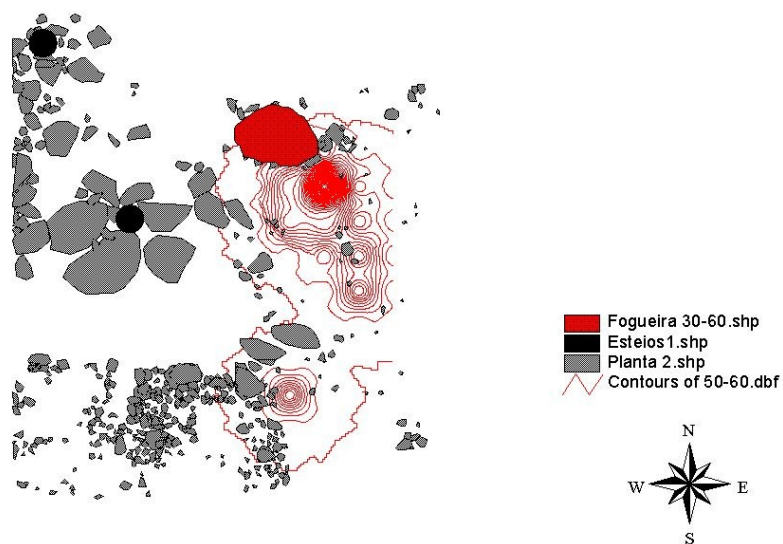 Fogueira 30-60.shp
Esteios1.shp
Planta 2.shp
Contours of 50-60.dbf
N
W E
S